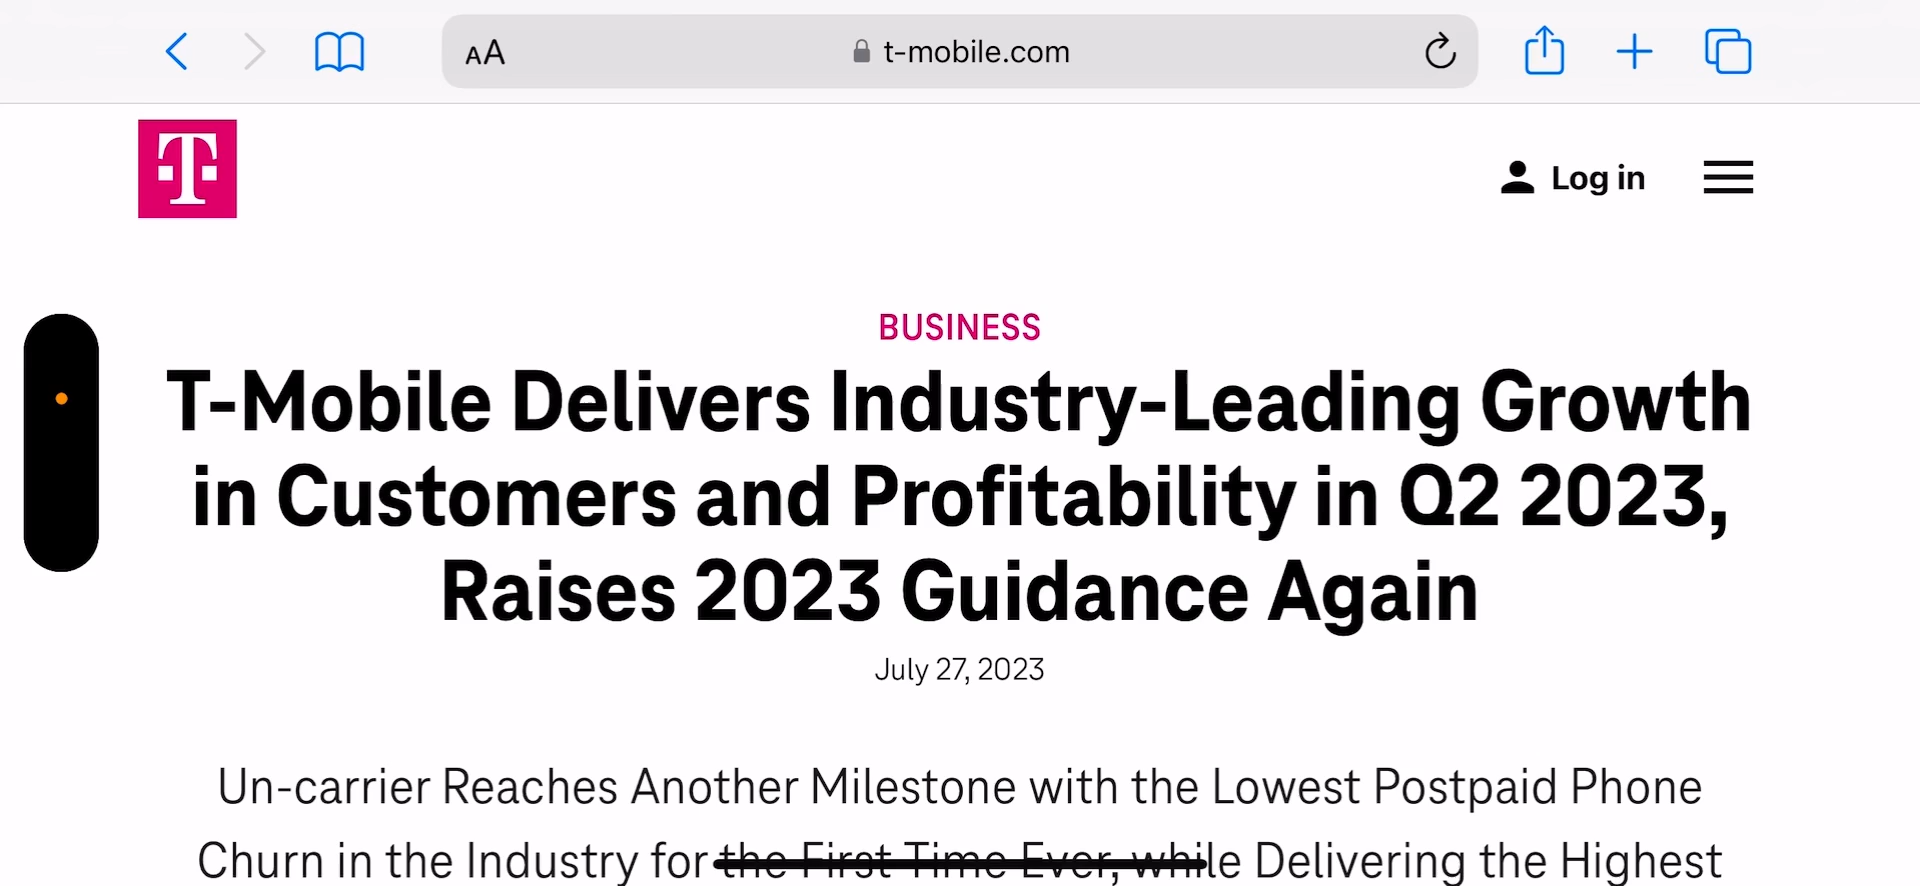 AA t-mobile.com
T Log in
BUSINESS
T-Mobile Delivers Industry-Leading Growth
in Customers and Profitability in Q2 2023,
Raises 2023 Guidance Again
July 27, 2023
Un-carrier Reaches Another Milestone with the Lowest Postpaid Phone
Churn in the Industry for the First Time Ever, while Delivering the Highest